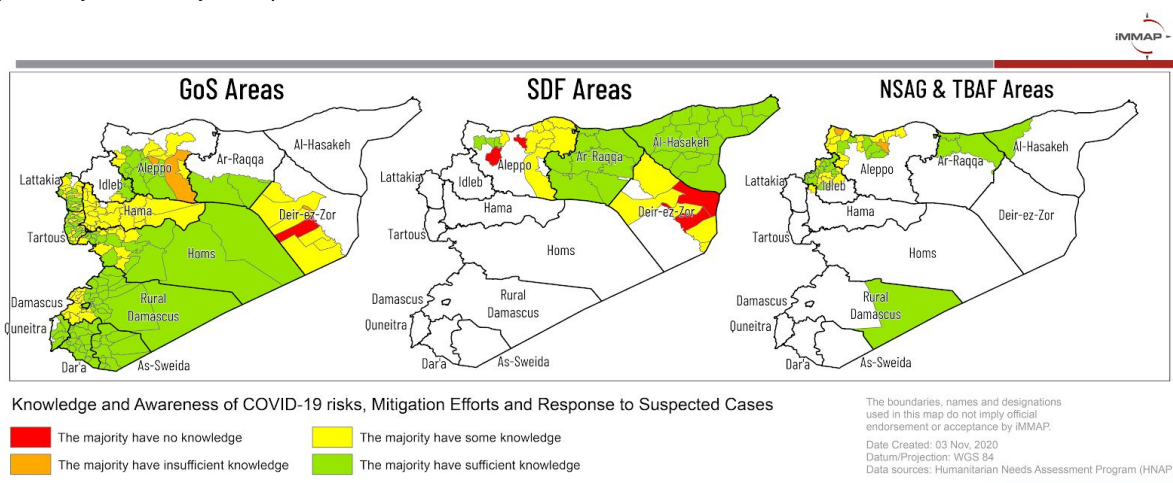 iMMAP
GoS Areas
SDF Areas
NSAG & TBAF Areas
Aleppo
Ar-Raqqa
Al-Hasakeh
Lattakia
Idleb
Hama
Deir-ez-Zor
Tartous
Homs
Damascus
Rural
Damascus
Quneitra
Dar'a
As-Sweida
Aleppo
Ar-Raqqa
Al-Hasakeh
Lattakia
Idleb
Hama
Deir-ez-Zor
Tartous
Homs
Damascus
Rural
Damascus
Quneitra
Dar'a
As-Sweida
Aleppo
Ar-Raqqa
Al-Hasakeh
Lattakia
Idleb
Hama
Deir-ez-Zor
Tartous
Homs
Damascus
Rural
Damascus
Quneitra
Dar'a
As-Sweida
Knowledge and Awareness of COVID-19 risks, Mitigation Efforts and Response to Suspected Cases
The majority have no knowledge
The majority have some knowledge
The majority have insufficient knowledge
The majority have sufficient knowledge
The boundaries, names and designations
used in this map do not imply official
endorsement or acceptance by iMMAP.
Date Created: 03 Nov, 2020
Datum/Projection: WGS 84
Data sources: Humanitarian Needs Assessment Program (HNAP